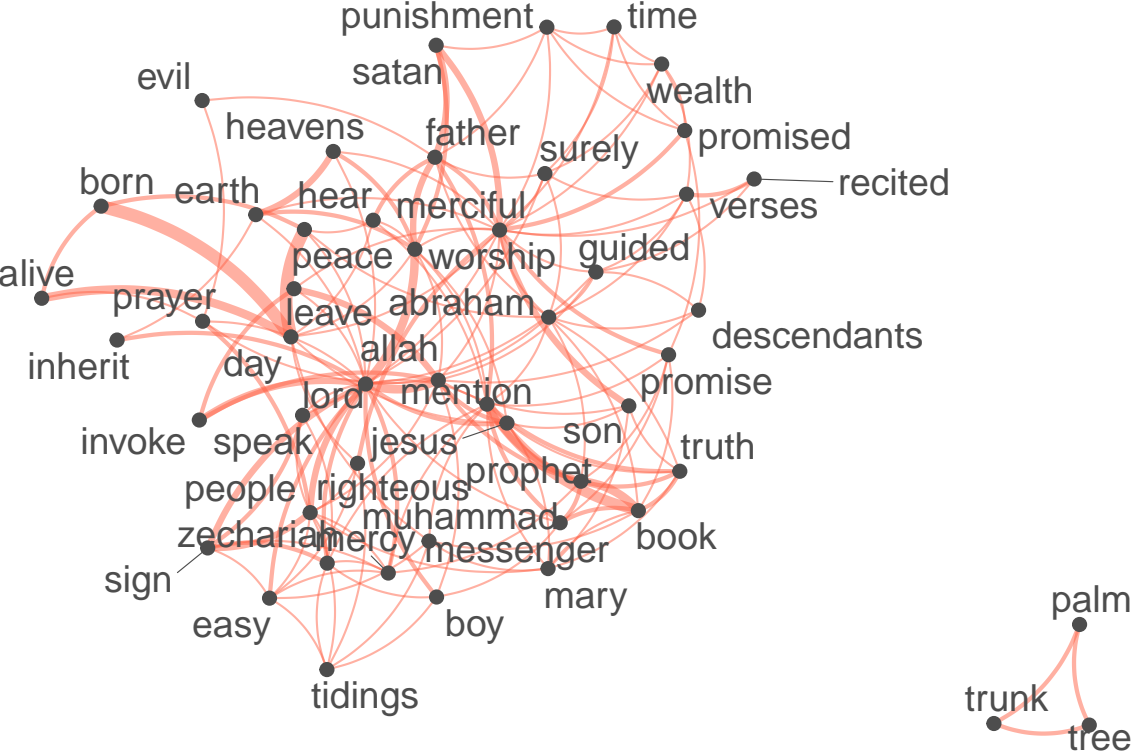 punishment
time
satan
evil
wealth
heavens
father
promised
surely
born
earth
hear
merciful
recited
verses
peace
worship
guided
alive
prayer
leave
abraham
descendants
inherit
day
allah
promise
lord
mention
invoke
speak
jesus
son
truth
prophet
people
righteous
muhammad
zechariah
mercy
messenger
book
sign
mary
easy
boy
tidings
palm
trunk
tree